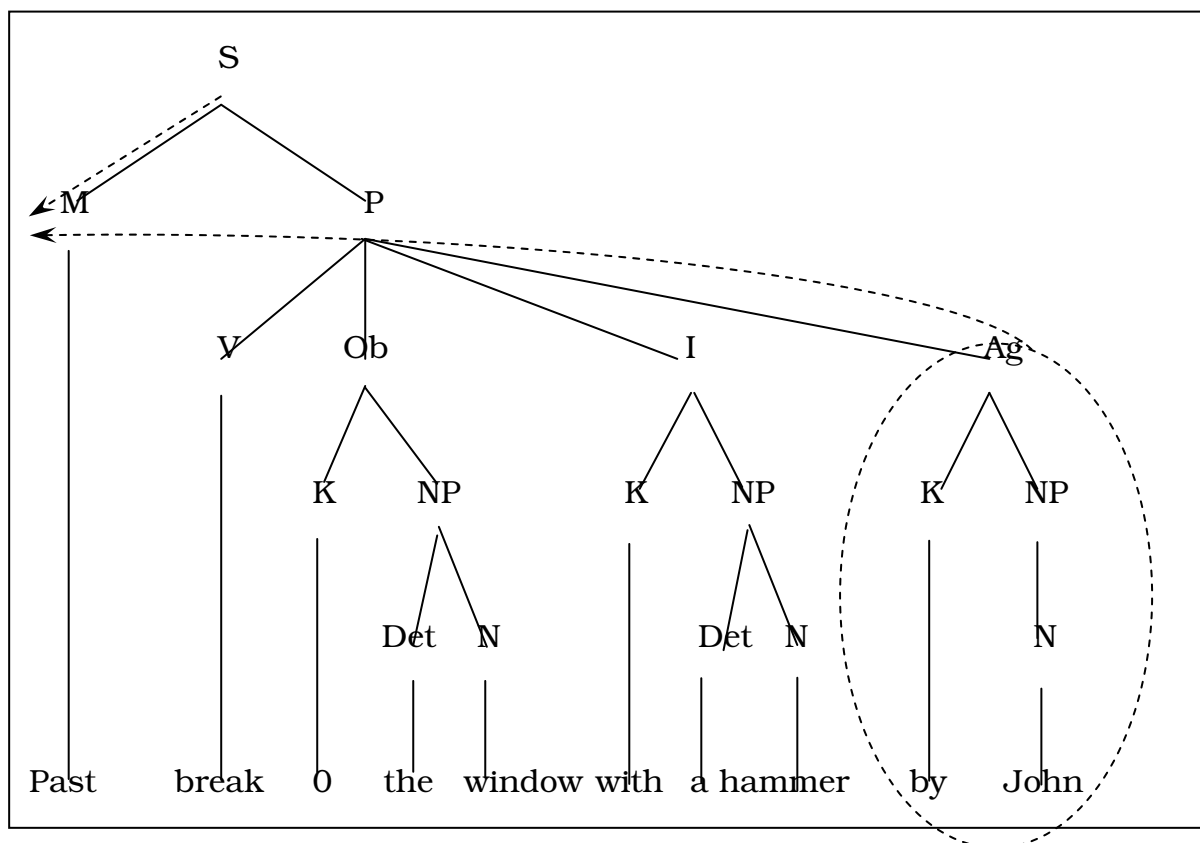 S
M P
V Ob I Ag
K NP K NP K NP
Det N Det N N
Past break 0 the window with a hammer by John